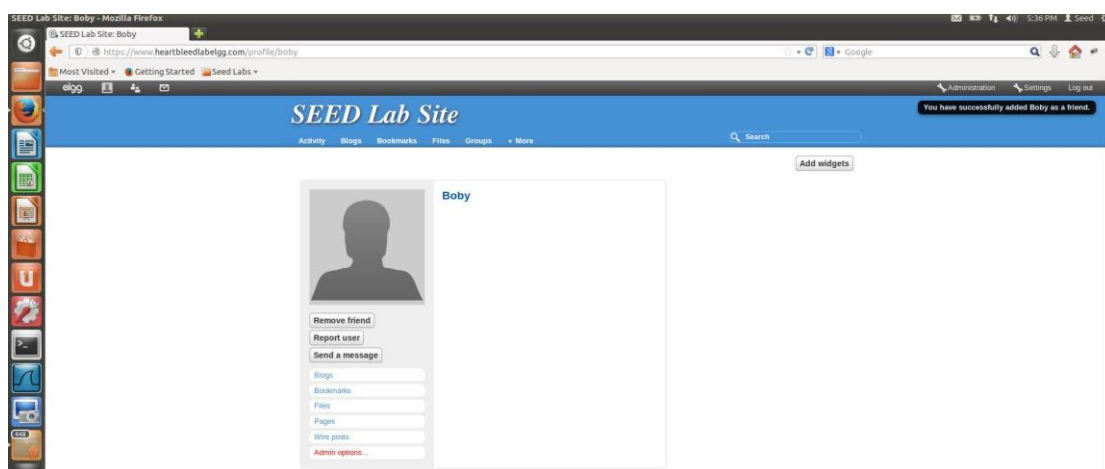 SEED Lab Site: Boby - Mozilla Firefox
5:36 PM Seed
SEED Lab Site: Boby
https://www.heartbleedlabelgg.com/profile/boby
Google
Most Visited Getting Started Seed Labs
elgg
Administration Settings Log out
SEED Lab Site
You have successfully added Boby as a friend.
Activity Blogs Bookmarks Files Groups More
Search
Add widgets
Boby
Remove friend
Report user
Send a message
Blogs
Bookmarks
Files
Pages
Wire posts
Admin options...